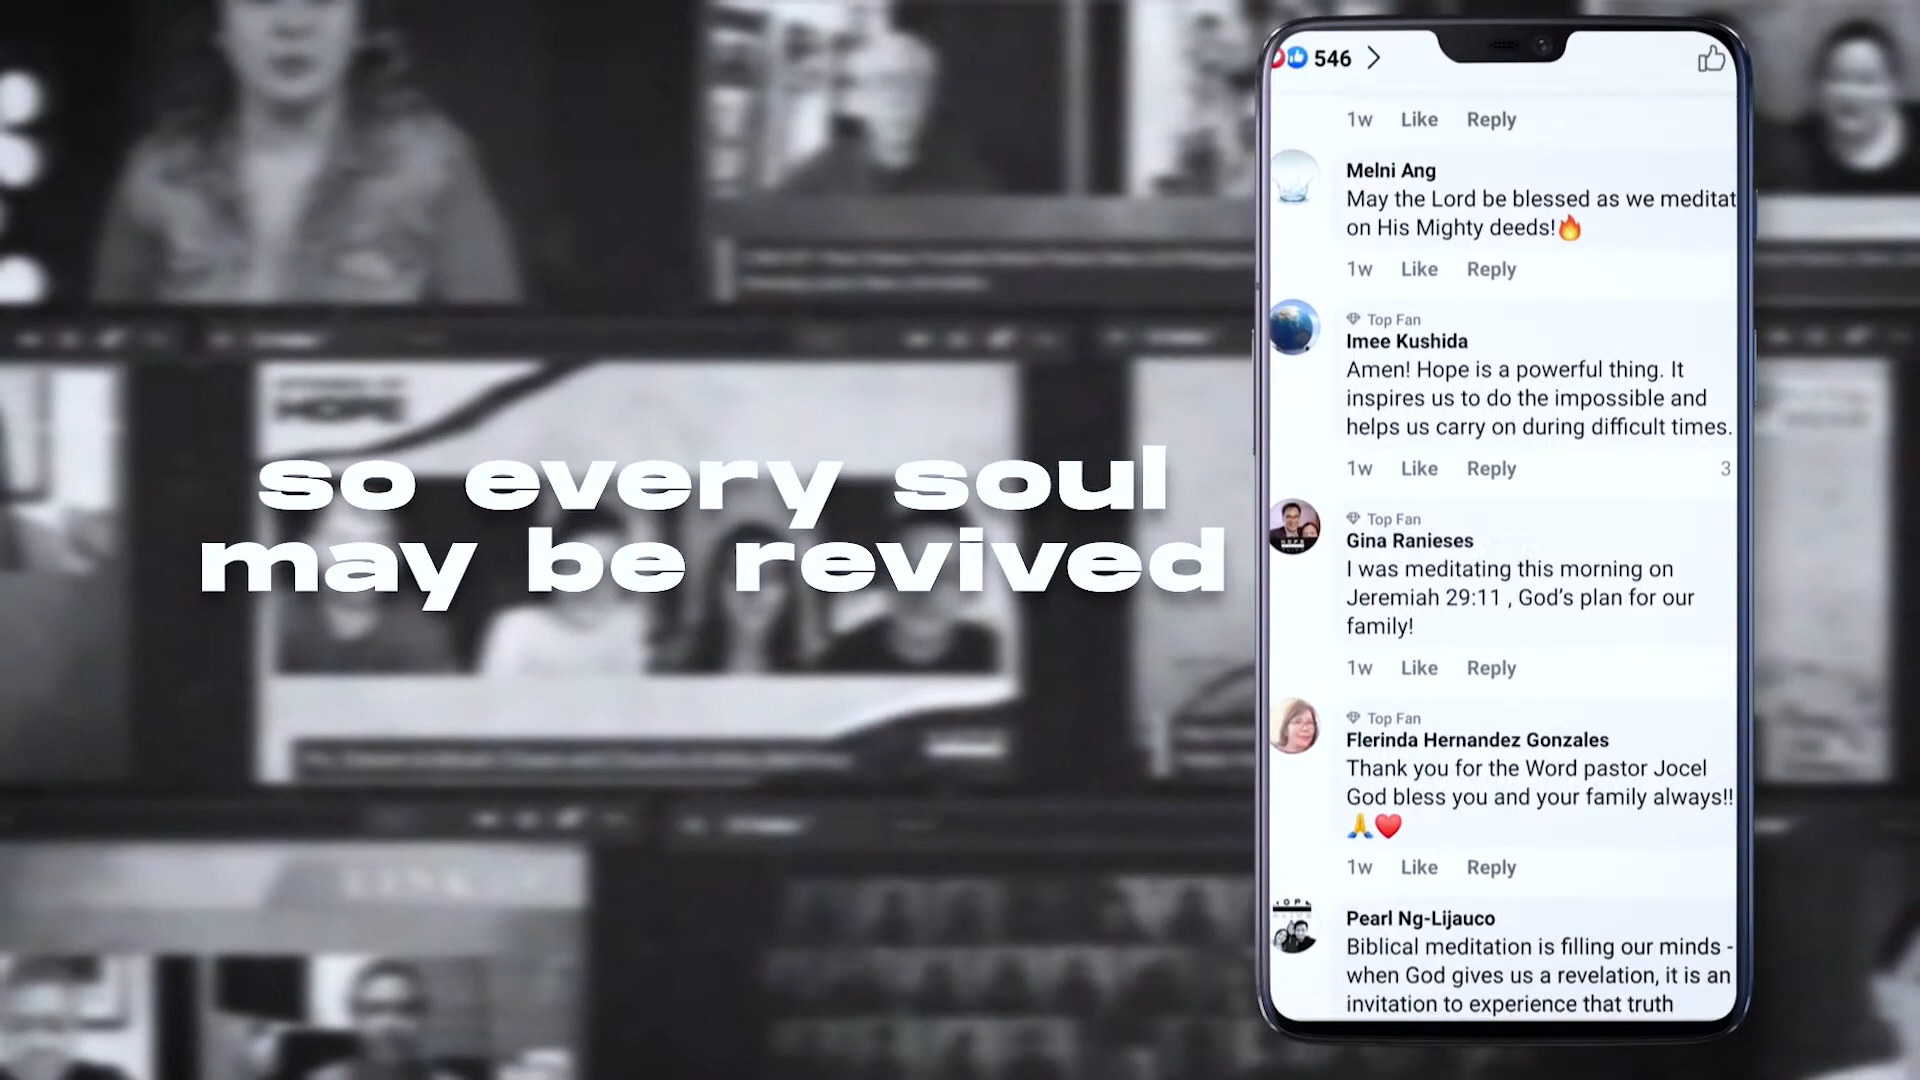 so every soul
may be revived
546
1w Like Reply
Melni Ang
May the Lord be blessed as we meditat
on His Mighty deeds!🔥
1w Like Reply
Top Fan
Imee Kushida
Amen! Hope is a powerful thing. It
inspires us to do the impossible and
helps us carry on during difficult times.
1w Like Reply 3
Top Fan
Gina Ranieses
I was meditating this morning on
Jeremiah 29:11 , God’s plan for our
family!
1w Like Reply
Top Fan
Flerinda Hernandez Gonzales
Thank you for the Word pastor Jocel
God bless you and your family always!!
🙏❤️
1w Like Reply
Pearl Ng-Lijauco
Biblical meditation is filling our minds -
when God gives us a revelation, it is an
invitation to experience that truth
HOPE